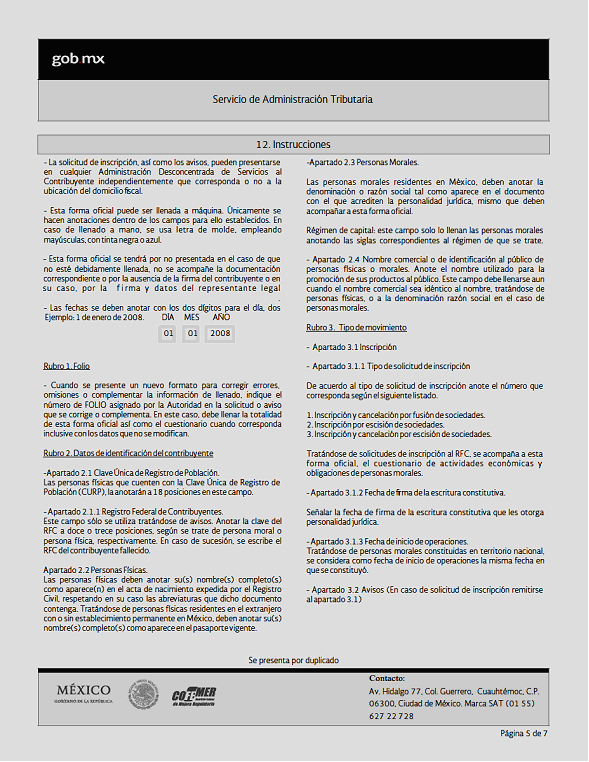 gob mx
Servicio de Administración Tributaria
12. Instrucciones
- La solicitud de inscripción, así como los avisos, pueden presentarse
en cualquier Administración Desconcentrada de Servicios al
Contribuyente independientemente que corresponda o no a la
ubicación del domicilio fiscal.
- Esta forma oficial puede ser llenada a máquina. Únicamente se
hacen anotaciones dentro de los campos para ello establecidos. En
caso de llenado a mano, se usa letra de molde, empleando
mayúsculas, con tinta negra o azul.
- Esta forma oficial se tendrá por no presentada en el caso de que
no esté debidamente llenada, no se acompañe la documentación
correspondiente o por la ausencia de la firma del contribuyente o en
su caso, por la firma y datos del representante legal
.
- Las fechas se deben anotar con los dos dígitos para el día, dos
Ejemplo: 1 de enero de 2008. DÍA MES AÑO
01 01 2008
Rubro 1. Folio
- Cuando se presente un nuevo formato para corregir errores,
omisiones o complementar la información de llenado, indique el
número de FOLIO asignado por la Autoridad en la solicitud o aviso
que se corrige o complementa. En este caso, debe llenar la totalidad
de esta forma oficial así como el cuestionario cuando corresponda
inclusive con los datos que no se modifican.
Rubro 2. Datos de identificación del contribuyente
-Apartado 2.1 Clave Única de Registro de Población.
Las personas físicas que cuenten con la Clave Única de Registro de
Población (CURP), la anotarán a 18 posiciones en este campo.
- Apartado 2.1.1 Registro Federal de Contribuyentes.
Este campo sólo se utiliza tratándose de avisos. Anotar la clave del
RFC a doce o trece posiciones, según se trate de persona moral o
persona física, respectivamente. En caso de sucesión, se escribe el
RFC del contribuyente fallecido.
Apartado 2.2 Personas Físicas.
Las personas físicas deben anotar su(s) nombre(s) completo(s)
como aparece(n) en el acta de nacimiento expedida por el Registro
Civil, respetando en su caso las abreviaturas que dicho documento
contenga. Tratándose de personas físicas residentes en el extranjero
con o sin establecimiento permanente en México, deben anotar su(s)
nombre(s) completo(s) como aparece en el pasaporte vigente.
-Apartado 2.3 Personas Morales.
Las personas morales residentes en México, deben anotar la
denominación o razón social tal como aparece en el documento
con el que acrediten la personalidad jurídica, mismo que deben
acompañar a esta forma oficial.
Régimen de capital: este campo solo lo llenan las personas morales
anotando las siglas correspondientes al régimen de que se trate.
- Apartado 2.4 Nombre comercial o de identificación al público de
personas físicas o morales. Anote el nombre utilizado para la
promoción de sus productos al público. Este campo debe llenarse aun
cuando el nombre comercial sea idéntico al nombre, tratándose de
personas físicas, o a la denominación razón social en el caso de
personas morales.
Rubro 3. Tipo de movimiento
- Apartado 3.1 Inscripción
- Apartado 3.1.1 Tipo de solicitud de inscripción
De acuerdo al tipo de solicitud de inscripción anote el número que
corresponda según el siguiente listado.
1. Inscripción y cancelación por fusión de sociedades.
2. Inscripción por escisión de sociedades.
3. Inscripción y cancelación por escisión de sociedades.
Tratándose de solicitudes de inscripción al RFC, se acompaña a esta
forma oficial, el cuestionario de actividades económicas y
obligaciones de personas morales.
- Apartado 3.1.2 Fecha de firma de la escritura constitutiva.
Señalar la fecha de firma de la escritura constitutiva que les otorga
personalidad jurídica.
- Apartado 3.1.3 Fecha de inicio de operaciones.
Tratándose de personas morales constituidas en territorio nacional,
se considera como fecha de inicio de operaciones la misma fecha en
que se constituyó.
- Apartado 3.2 Avisos (En caso de solicitud de inscripción remitirse
al apartado 3.1)
Se presenta por duplicado
MÉXICO
GOBIERNO DE LA REPÚBLICA
COFEMER
de Mejora Regulatoria
Contacto:
Av. Hidalgo 77, Col. Guerrero, Cuauhtémoc, C.P.
06300, Ciudad de México. Marca SAT (01 55)
627 22 728
Página 5 de 7